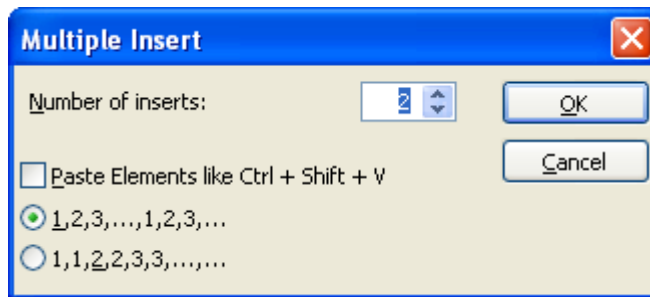 Multiple Insert
Number of inserts:
2
OK
Paste Elements like Ctrl + Shift + V
Cancel
1,2,3,...,1,2,3,...
1,1,2,2,3,3,...,...